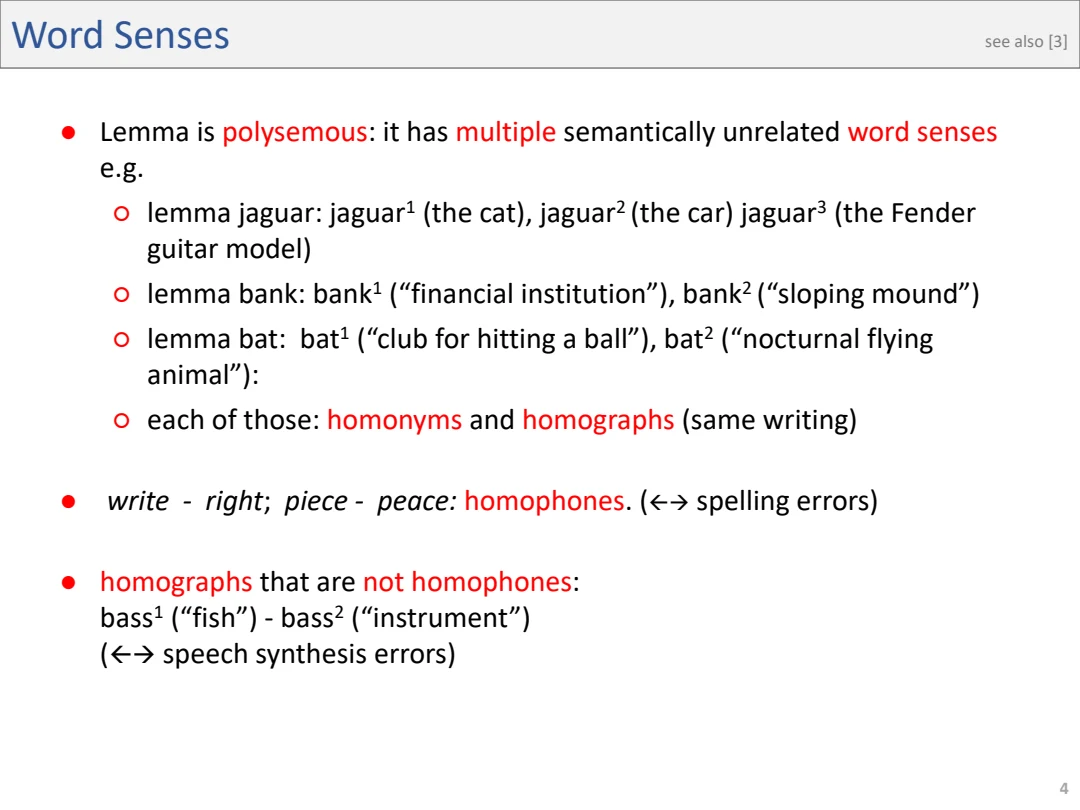 Word Senses
see also [3]
● Lemma is polysemous: it has multiple semantically unrelated word senses
e.g.
○ lemma jaguar: jaguar¹ (the cat), jaguar² (the car) jaguar³ (the Fender
guitar model)
○ lemma bank: bank¹ (“financial institution”), bank² (“sloping mound”)
○ lemma bat: bat¹ (“club for hitting a ball”), bat² (“nocturnal flying
animal”):
○ each of those: homonyms and homographs (same writing)
● write - right; piece - peace: homophones. (←→ spelling errors)
● homographs that are not homophones:
bass¹ (“fish”) - bass² (“instrument”)
(←→ speech synthesis errors)
4